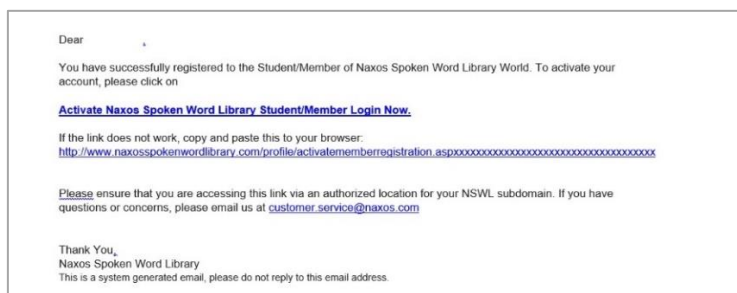 Dear ,
You have successfully registered to the Student/Member of Naxos Spoken Word Library World. To activate your
account, please click on
Activate Naxos Spoken Word Library Student/Member Login Now.
If the link does not work, copy and paste this to your browser:
http://www.naxosspokenwordlibrary.com/profile/activatememberregistration.aspxxxxxxxxxxxxxxxxxxxxxxxxxxxxxxxxxxxxxx
Please ensure that you are accessing this link via an authorized location for your NSWL subdomain. If you have
questions or concerns, please email us at customer.service@naxos.com
Thank You,
Naxos Spoken Word Library
This is a system generated email, please do not reply to this email address.